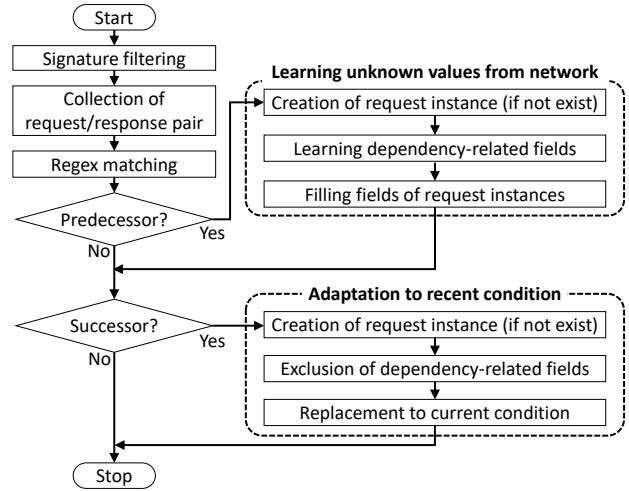 Start
Signature filtering
Collection of
request/response pair
Regex matching
Predecessor?
Yes
No
Learning unknown values from network
Creation of request instance (if not exist)
Learning dependency-related fields
Filling fields of request instances
Successor?
Yes
No
Adaptation to recent condition
Creation of request instance (if not exist)
Exclusion of dependency-related fields
Replacement to current condition
Stop